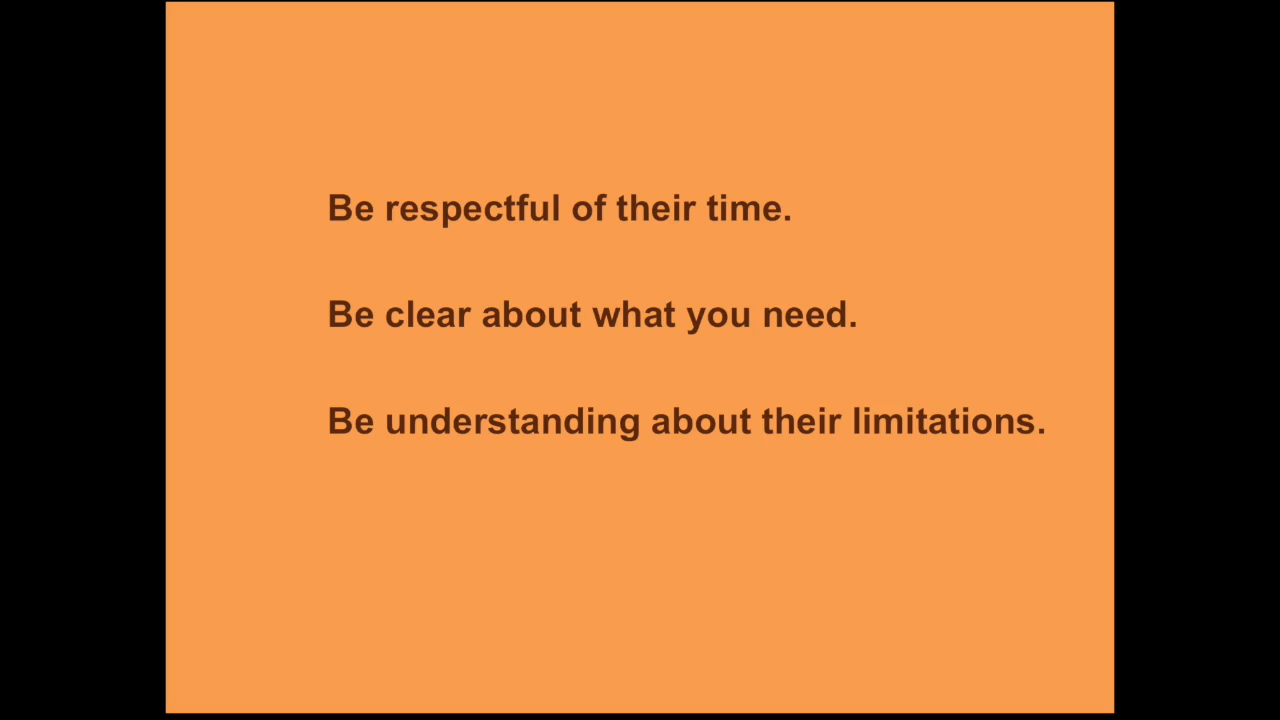 Be respectful of their time.
Be clear about what you need.
Be understanding about their limitations.